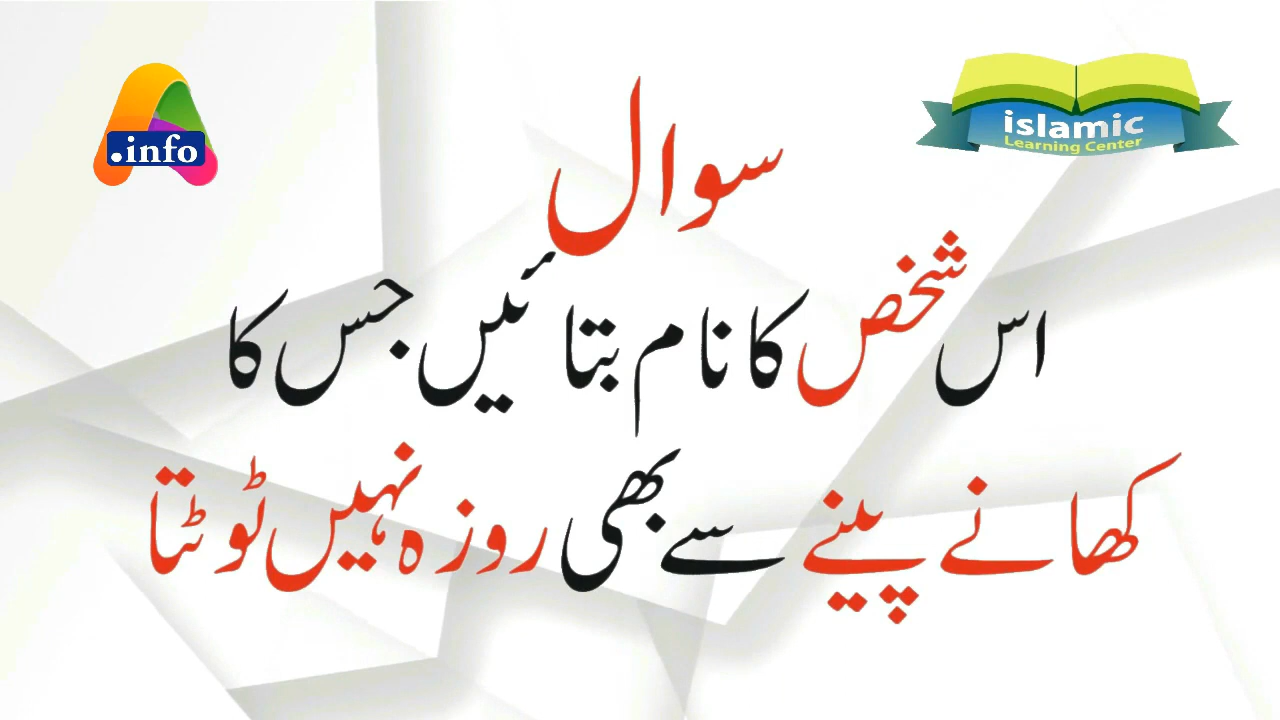 .info
islamic
Learning Center
سوال
اس شخص کا نام بتائیں جس کا
کھانے پینے سے بھی روزہ نہیں ٹوٹتا